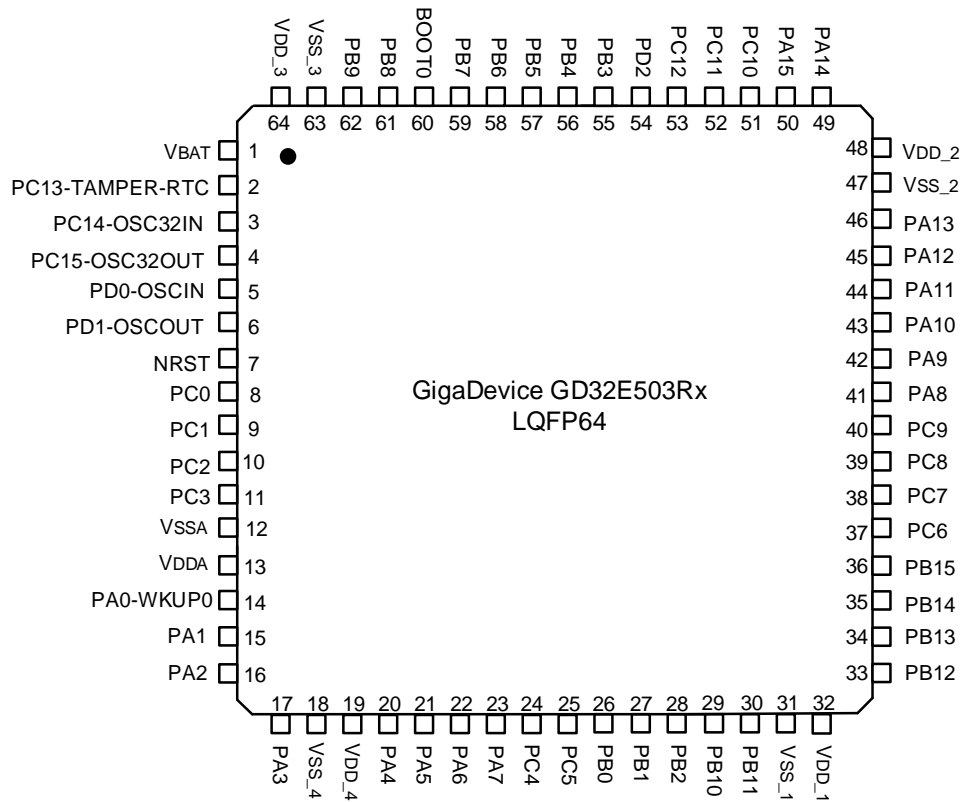 VDD_3
VSS_3
PB9
PB8
BOOT0
PB7
PB6
PB5
PB4
PB3
PD2
PC12
PC11
PC10
PA15
PA14
64 63 62 61 60 59 58 57 56 55 54 53 52 51 50 49
VBAT 1
PC13-TAMPER-RTC 2
PC14-OSC32IN 3
PC15-OSC32OUT 4
PD0-OSCIN 5
PD1-OSCOUT 6
NRST 7
PC0 8
PC1 9
PC2 10
PC3 11
VSSA 12
VDDA 13
PA0-WKUP0 14
PA1 15
PA2 16
GigaDevice GD32E503Rx
LQFP64
48 VDD_2
47 VSS_2
46 PA13
45 PA12
44 PA11
43 PA10
42 PA9
41 PA8
40 PC9
39 PC8
38 PC7
37 PC6
36 PB15
35 PB14
34 PB13
33 PB12
17 18 19 20 21 22 23 24 25 26 27 28 29 30 31 32
PA3
VSS_4
VDD_4
PA4
PA5
PA6
PA7
PC4
PC5
PB0
PB1
PB2
PB10
PB11
VSS_1
VDD_1